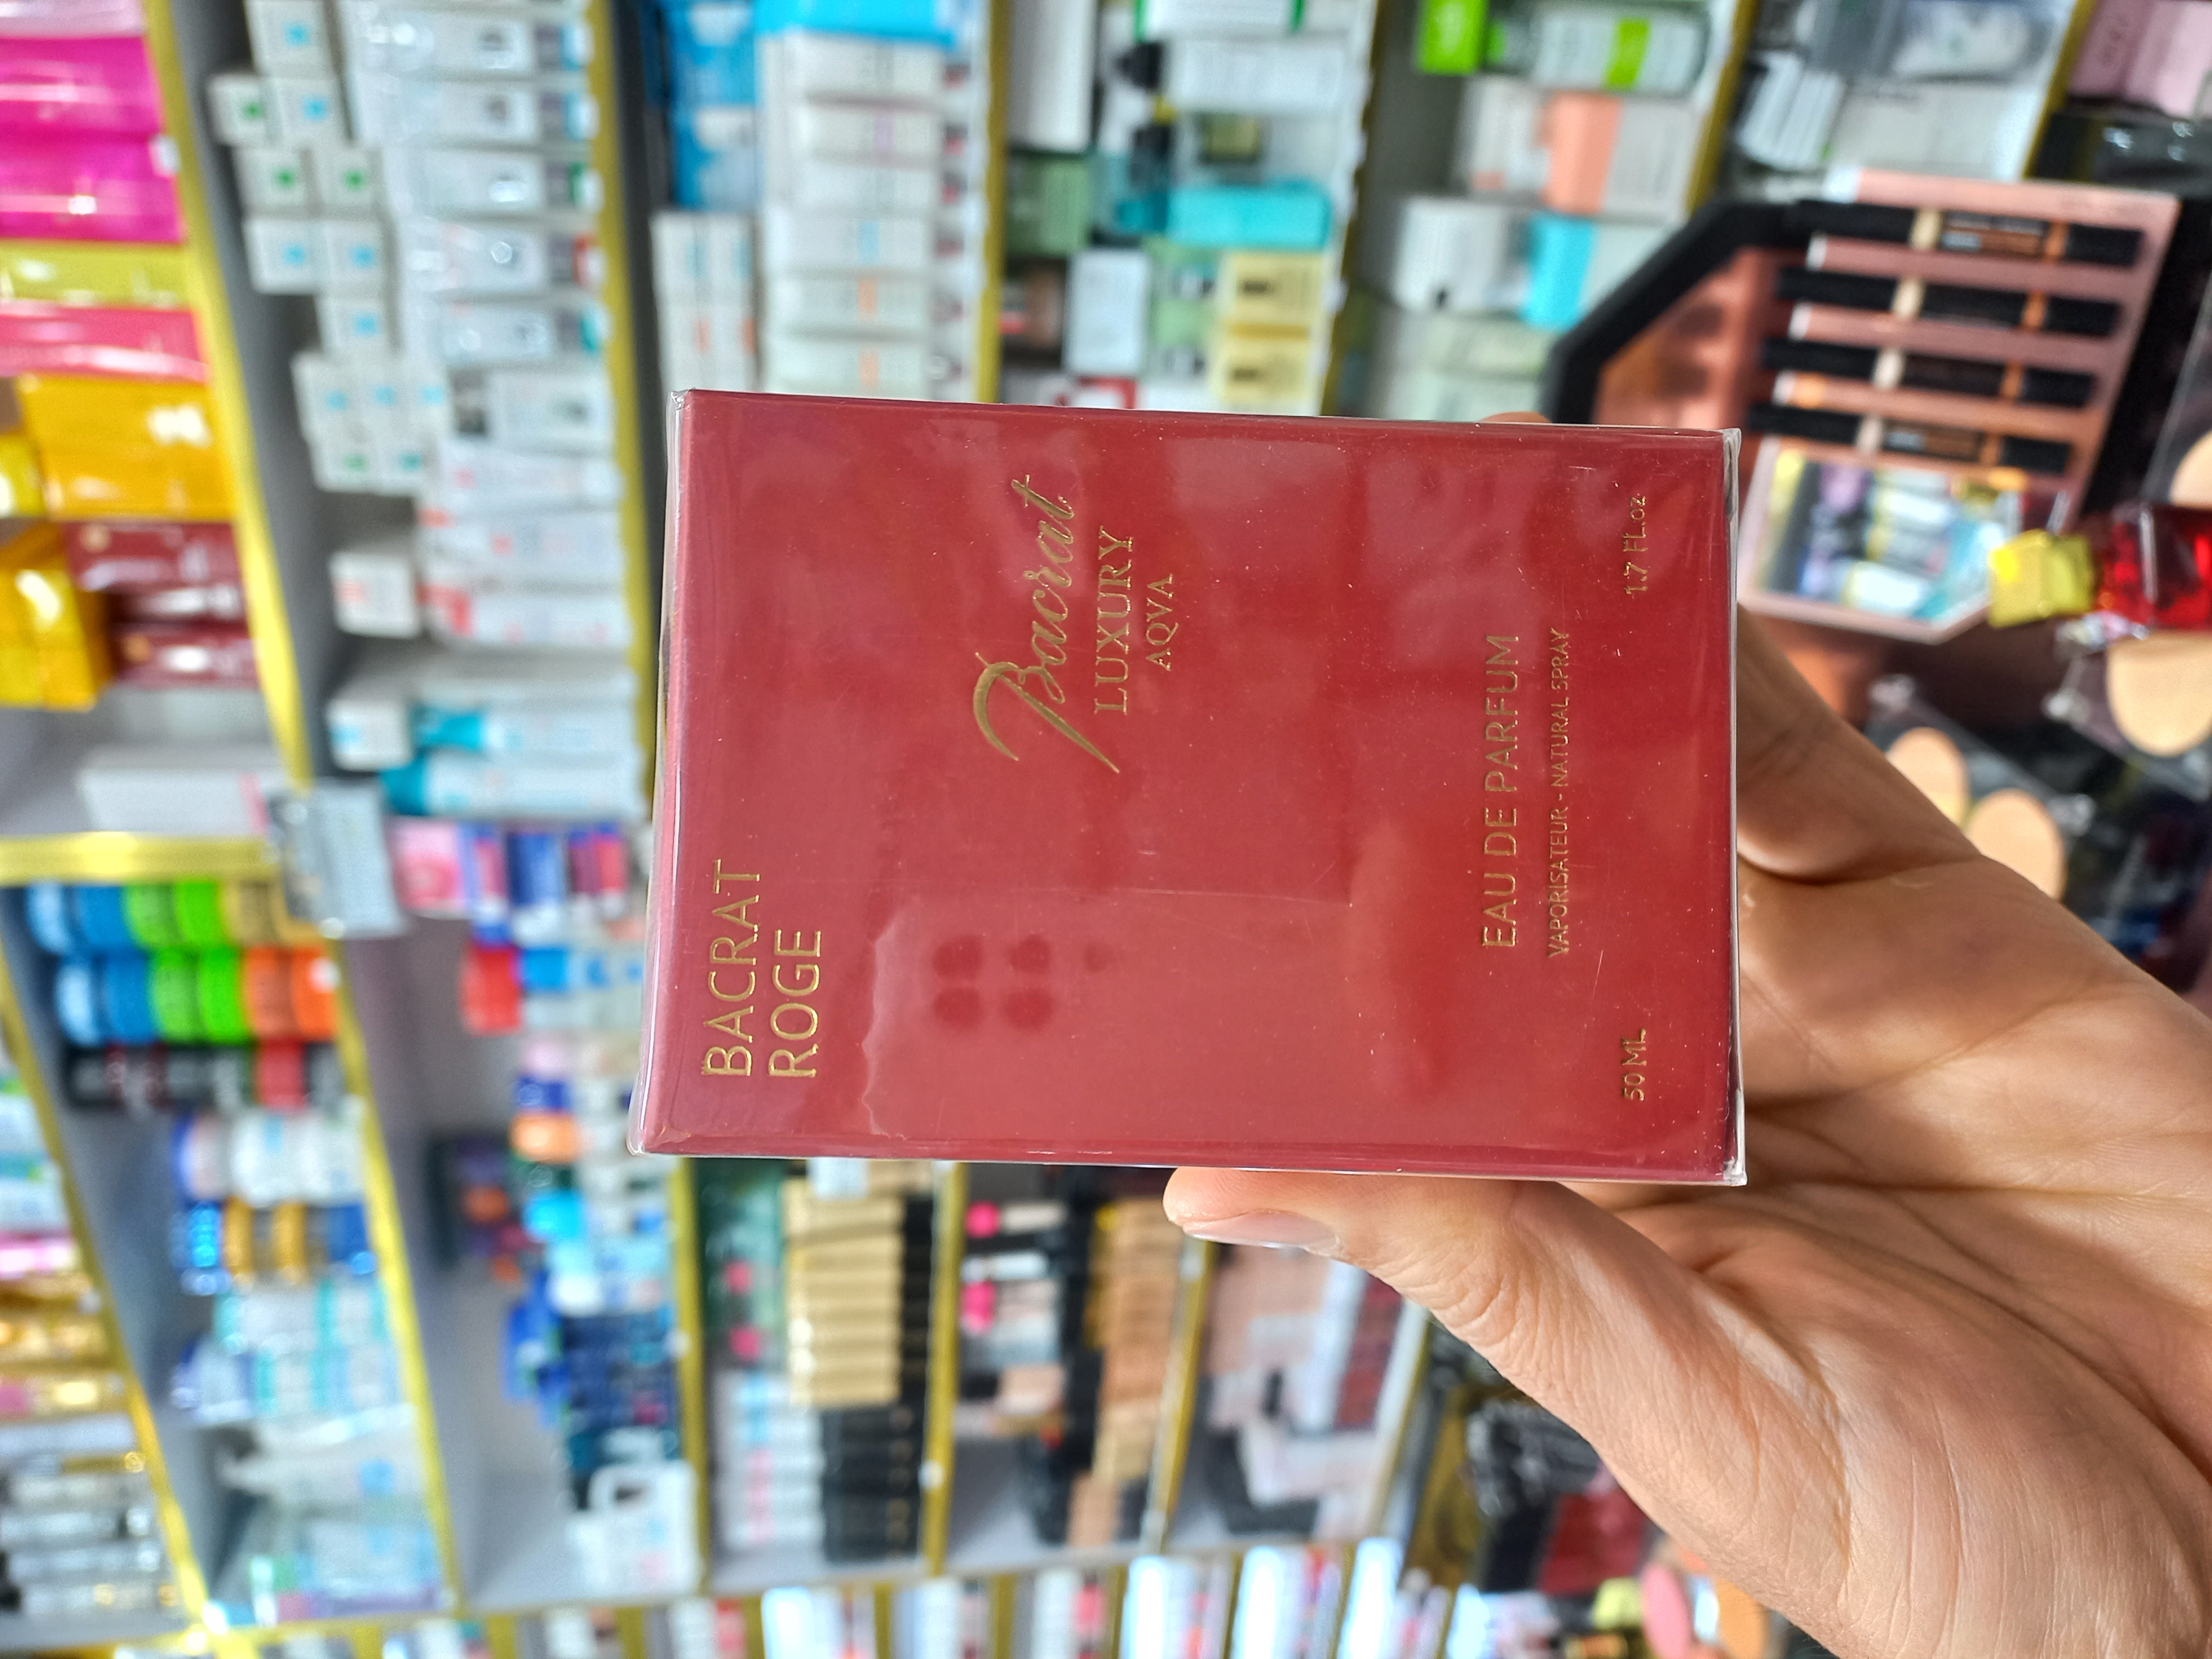 BACRAT
ROGE
Bacrat
LUXURY
AQVA
EAU DE PARFUM
VAPORISATEUR - NATURAL SPRAY
50 ML 1.7 FL.oz